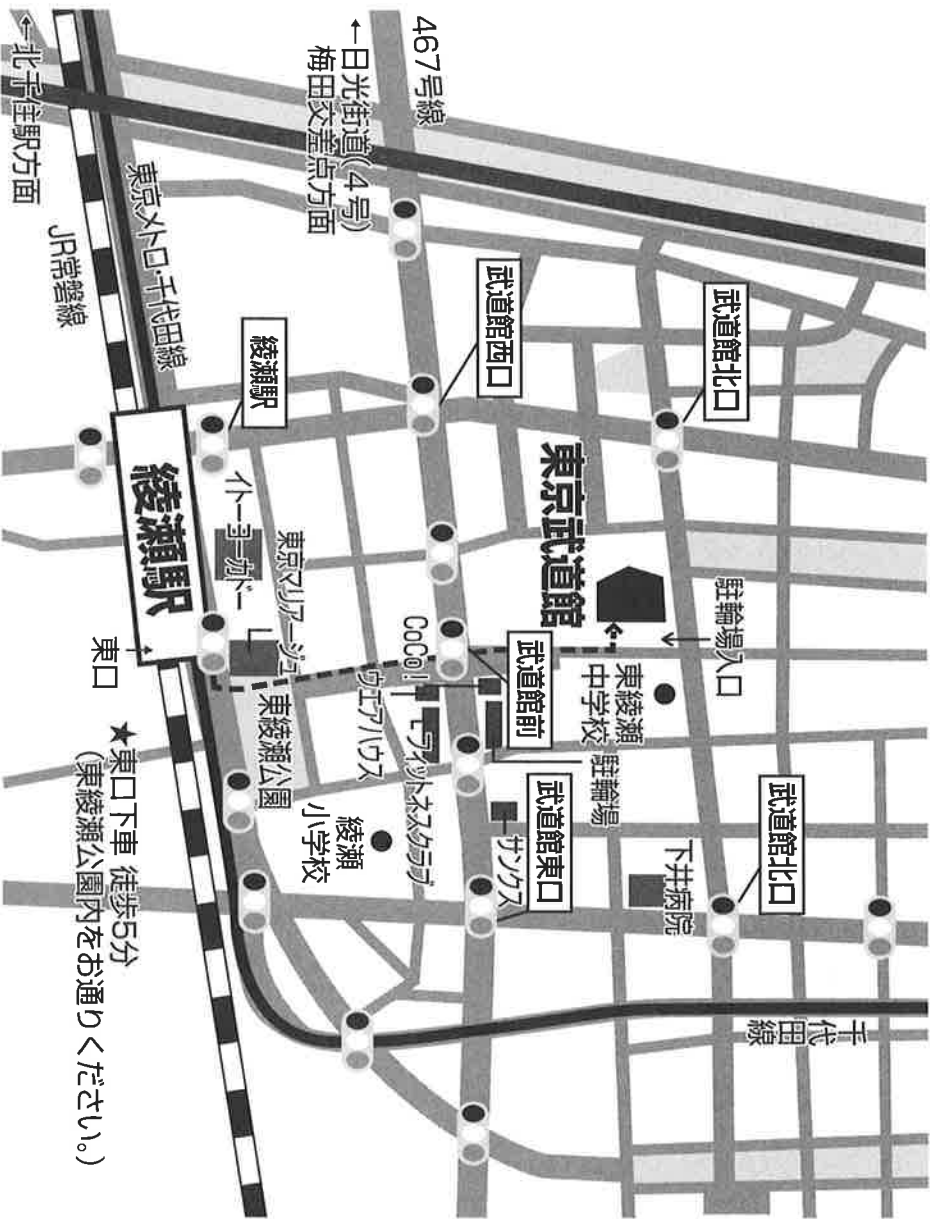 武道館北口
武道館北口
駐輪場入口
千代田線
下井病院
東京武道館
東綾瀬
中学校
駐輪場
武道館西口
武道館前
武道館東口
サンクス
467号線
←日光街道(4号)
梅田交差点方面
CoCo!
ウエアハウス
フィットネスクラブ
綾瀬駅
東京マリアージュ
イトーヨーカドー
東綾瀬公園
綾瀬
小学校
東京メトロ・千代田線
JR常磐線
綾瀬駅
東口
←北千住駅方面
★東口下車 徒歩5分
(東綾瀬公園内をお通りください。)